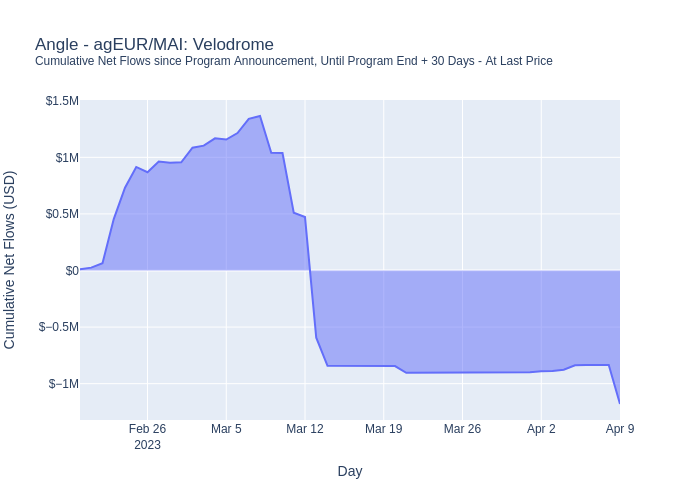 Angle - agEUR/MAI: Velodrome
Cumulative Net Flows since Program Announcement, Until Program End + 30 Days - At Last Price
$1.5M
$1M
$0.5M
$0
$−0.5M
$−1M
Cumulative Net Flows (USD)
Feb 26
2023
Mar 5
Mar 12
Mar 19
Mar 26
Apr 2
Apr 9
Day